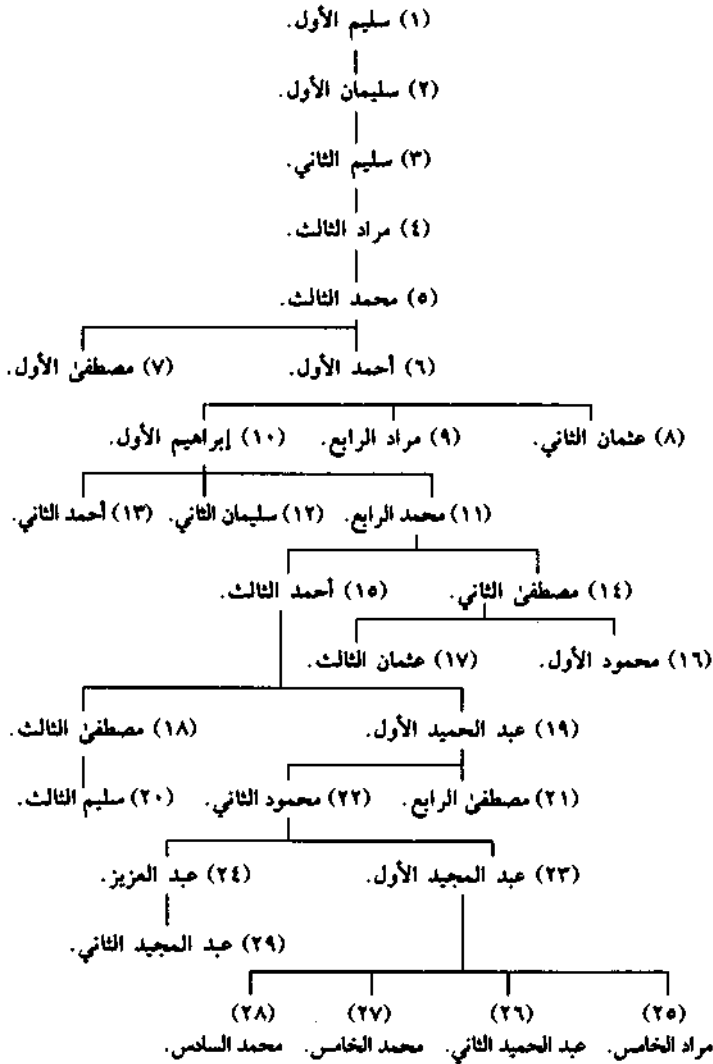 (١) سليم الأول.
(٢) سليمان الأول.
(٣) سليم الثاني.
(٤) مراد الثالث.
(٥) محمد الثالث.
(٦) أحمد الأول. (٧) مصطفىٰ الأول.
(٨) عثمان الثاني. (٩) مراد الرابع. (١٠) إبراهيم الأول.
(١١) محمد الرابع. (١٢) سليمان الثاني. (١٣) أحمد الثاني.
(١٤) مصطفىٰ الثاني. (١٥) أحمد الثالث.
(١٦) محمود الأول. (١٧) عثمان الثالث.
(١٩) عبد الحميد الأول. (١٨) مصطفىٰ الثالث.
(٢١) مصطفىٰ الرابع. (٢٢) محمود الثاني. (٢٠) سليم الثالث.
(٢٣) عبد المجيد الأول. (٢٤) عبد العزيز.
(٢٩) عبد المجيد الثاني.
(٢٥) (٢٦) (٢٧) (٢٨)
مراد الخامس. عبد الحميد الثاني. محمد الخامس. محمد السادس.